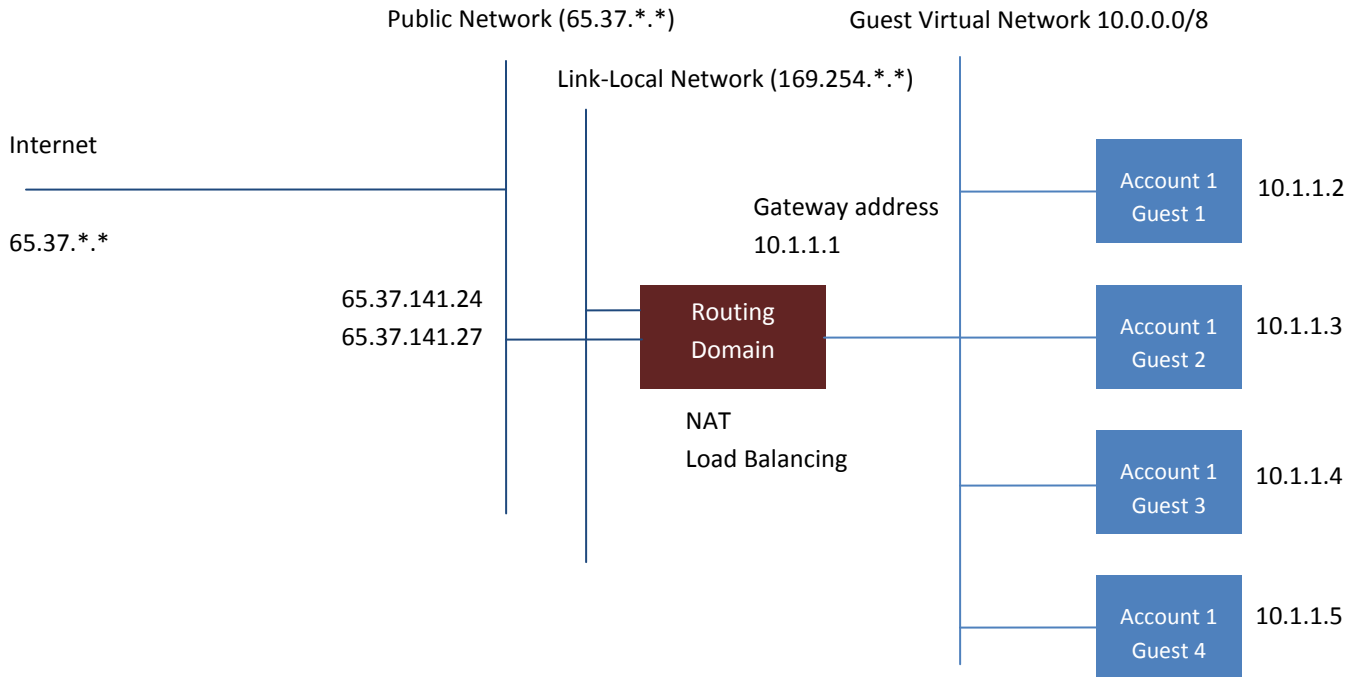 Public Network (65.37.*.*)
Guest Virtual Network 10.0.0.0/8
Link-Local Network (169.254.*.*)
Internet
65.37.*.*
65.37.141.24
65.37.141.27
Gateway address
10.1.1.1
Routing
Domain
NAT
Load Balancing
Account 1
Guest 1
10.1.1.2
Account 1
Guest 2
10.1.1.3
Account 1
Guest 3
10.1.1.4
Account 1
Guest 4
10.1.1.5